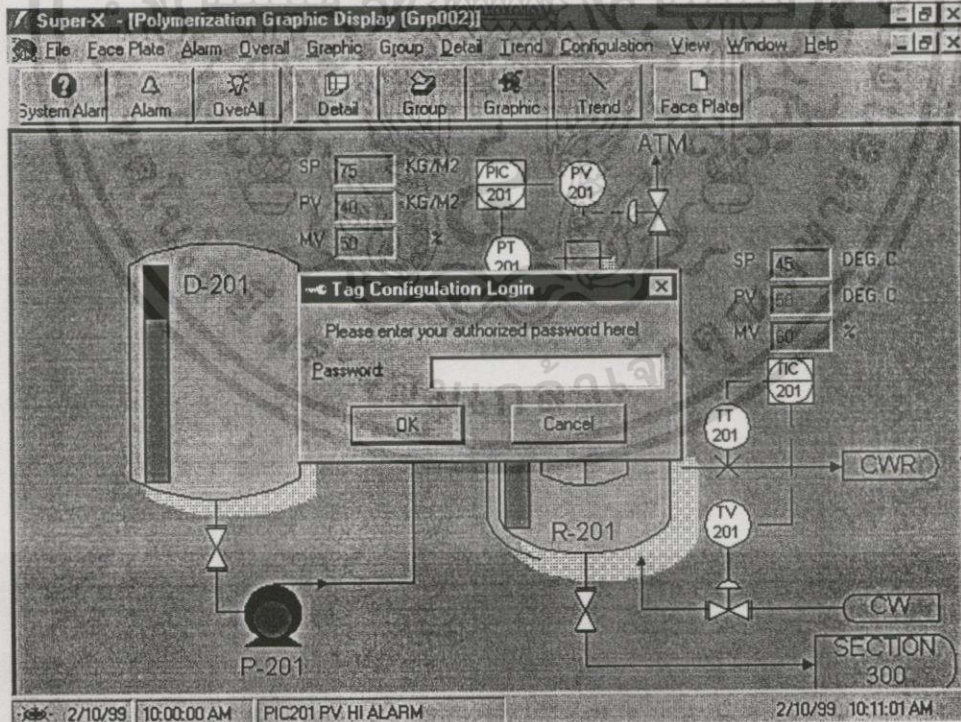 Super-X - [Polymerization Graphic Display (Grp002)]
File Face Plate Alarm Overall Graphic Group Detail Trend Configulation View Window Help
System Alarm Alarm OverAll Detail Group Graphic Trend Face Plate
ATM
SP 75 KG/M2
PV 40 KG/M2
MV 50 %
PIC 201
PV 201
PT 201
D-201
SP 45 DEG. C
PV 50 DEG. C
MV 60 %
TIC 201
TT 201
Tag Configulation Login
Please enter your authorized password here!
Password:
OK Cancel
CWR
TV 201
R-201
CW
P-201
SECTION 300
2/10/99 10:00:00 AM PIC201 PV HI ALARM 2/10/99 10:11:01 AM